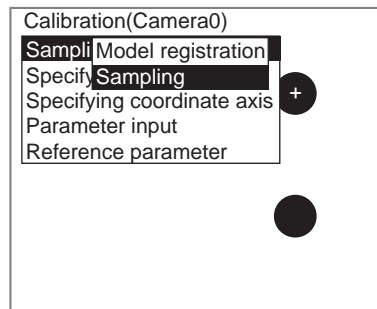 Calibration(Camera0)
Sampli Model registration
Specify Sampling
Specifying coordinate axis
Parameter input
Reference parameter
+